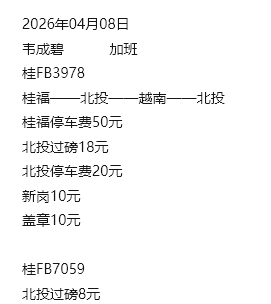 2026年04月08日
韦成碧 加班
桂FB3978
桂福——北投——越南——北投
桂福停车费50元
北投过磅18元
北投停车费20元
新岗10元
盖章10元
桂FB7059
北投过磅8元